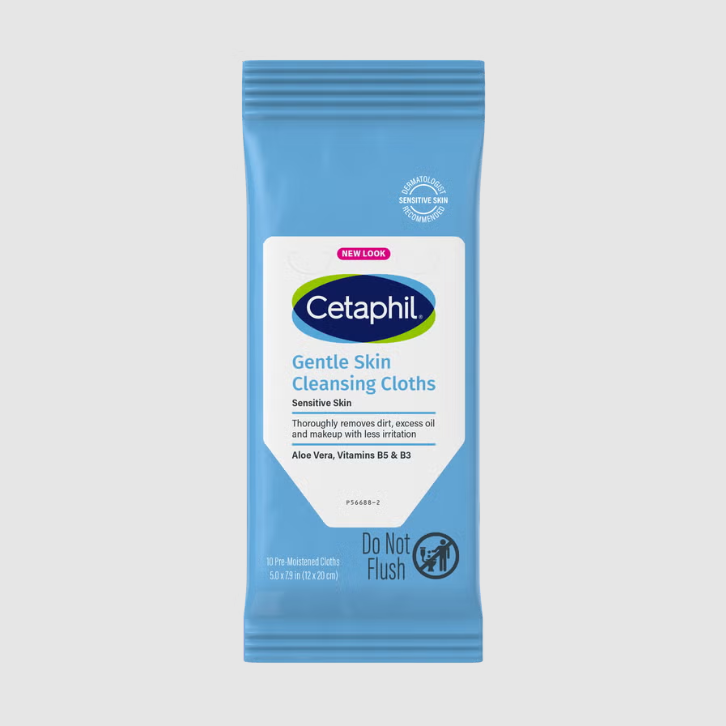 DERMATOLOGIST
SENSITIVE SKIN
RECOMMENDED
NEW LOOK
Cetaphil®
Gentle Skin
Cleansing Cloths
Sensitive Skin
Thoroughly removes dirt, excess oil
and makeup with less irritation
Aloe Vera, Vitamins B5 & B3
P56688-2
Do Not
Flush
10 Pre-Moistened Cloths
5.0 x 7.9 in (12 x 20 cm)